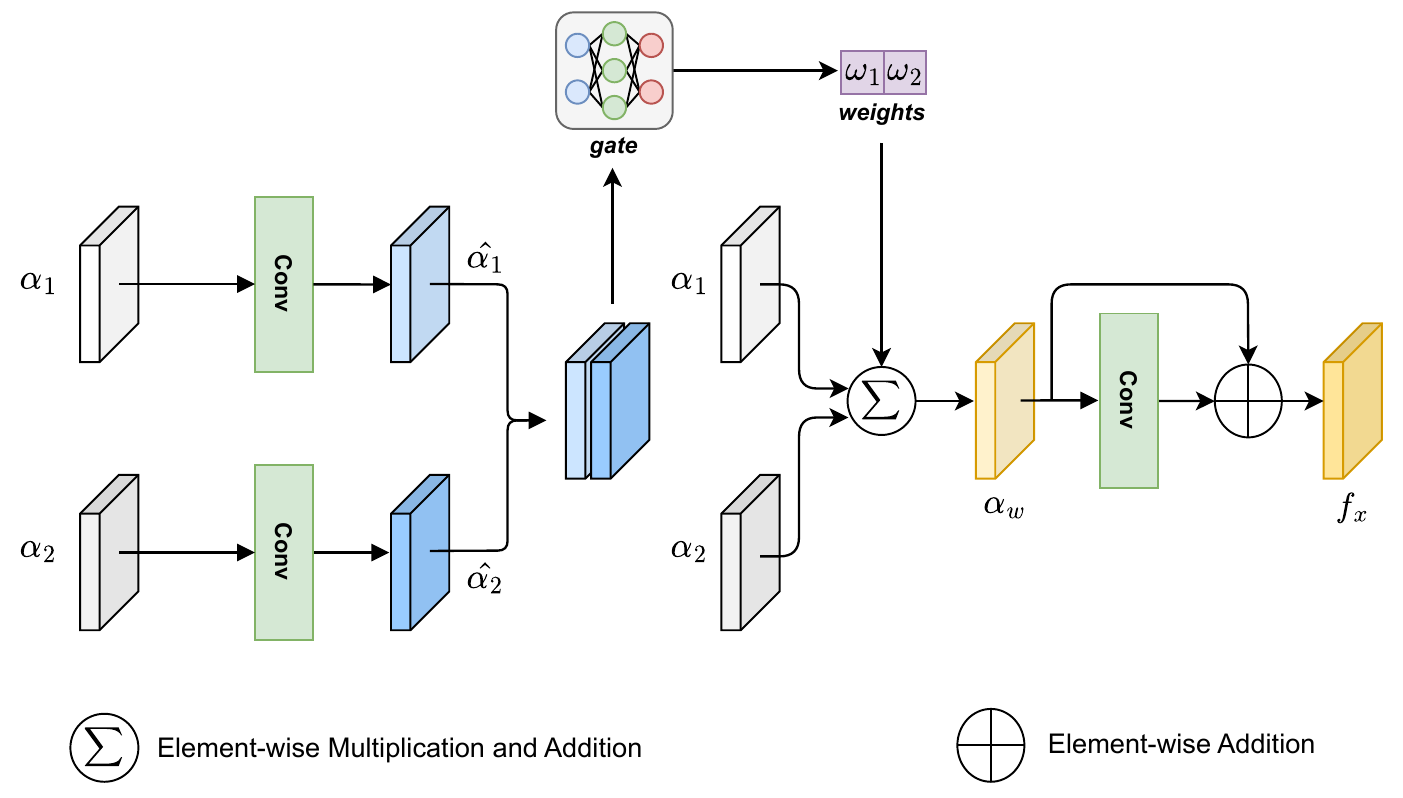 ω1 ω2
weights
gate
α1
Conv
α̂1
α1
α2
Conv
α̂2
α2
Σ
αw
Conv
fx
Σ Element-wise Multiplication and Addition
Element-wise Addition